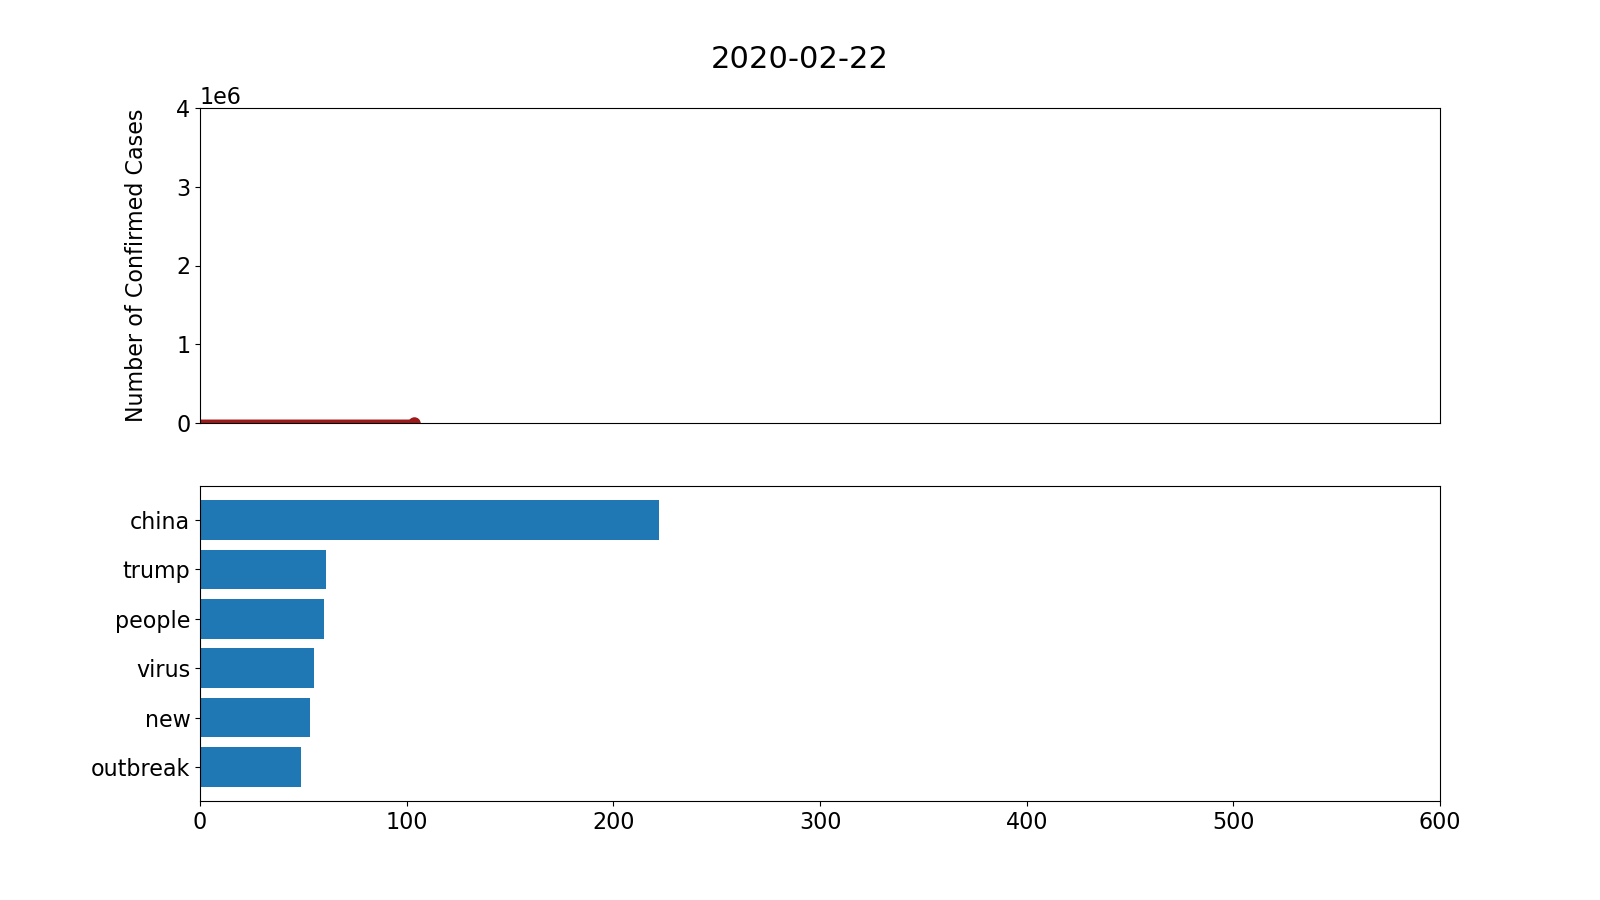 2020-02-22
1e6
Number of Confirmed Cases
4
3
2
1
0
china
trump
people
virus
new
outbreak
0 100 200 300 400 500 600